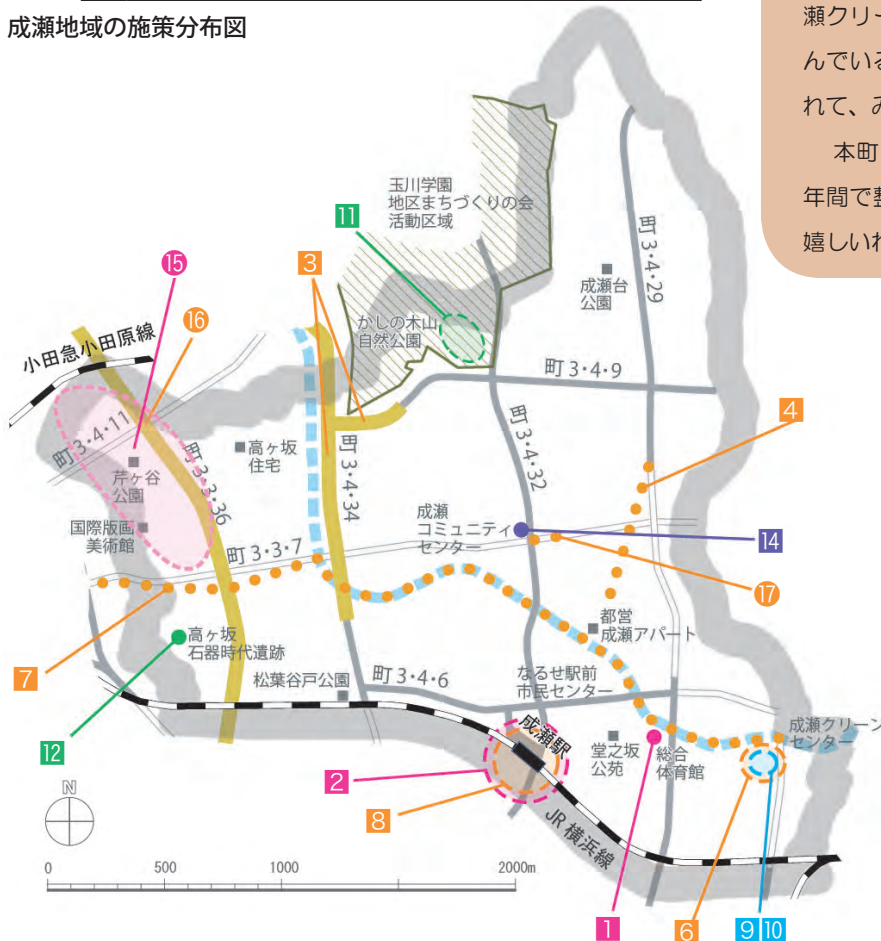 成瀬地域の施策分布図
瀬クリー
んでいる
れて、み
本町
年間で整
嬉しいれ
玉川学園
地区まちづくりの会
活動区域
11
町3・4・29
成瀬台
公園
15
3
16
かしの木山
自然公園
小田急小田原線
町3・4・9
4
町3・4・11
高ヶ坂
住宅
町3・4・32
芹ヶ谷
公園
町3・3・36
町3・4・34
成瀬
コミュニティ
センター
14
国際版画
美術館
町3・3・7
17
都営
成瀬アパート
高ヶ坂
石器時代遺跡
7
松葉谷戸公園
町3・4・6
なるせ駅前
市民センター
12
成瀬駅
成瀬クリーン
センター
堂之坂
公苑
総合
体育館
2
N
8
JR横浜線
0
500
1000
2000m
1
6
9
10